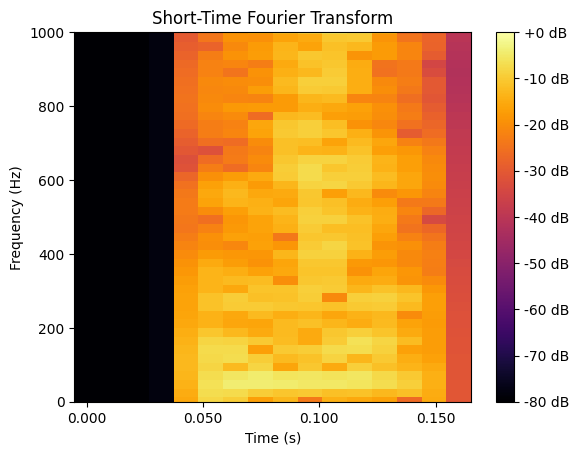 Short-Time Fourier Transform
1000
800
600
400
200
0
Frequency (Hz)
0.000
0.050
0.100
0.150
Time (s)
+0 dB
-10 dB
-20 dB
-30 dB
-40 dB
-50 dB
-60 dB
-70 dB
-80 dB